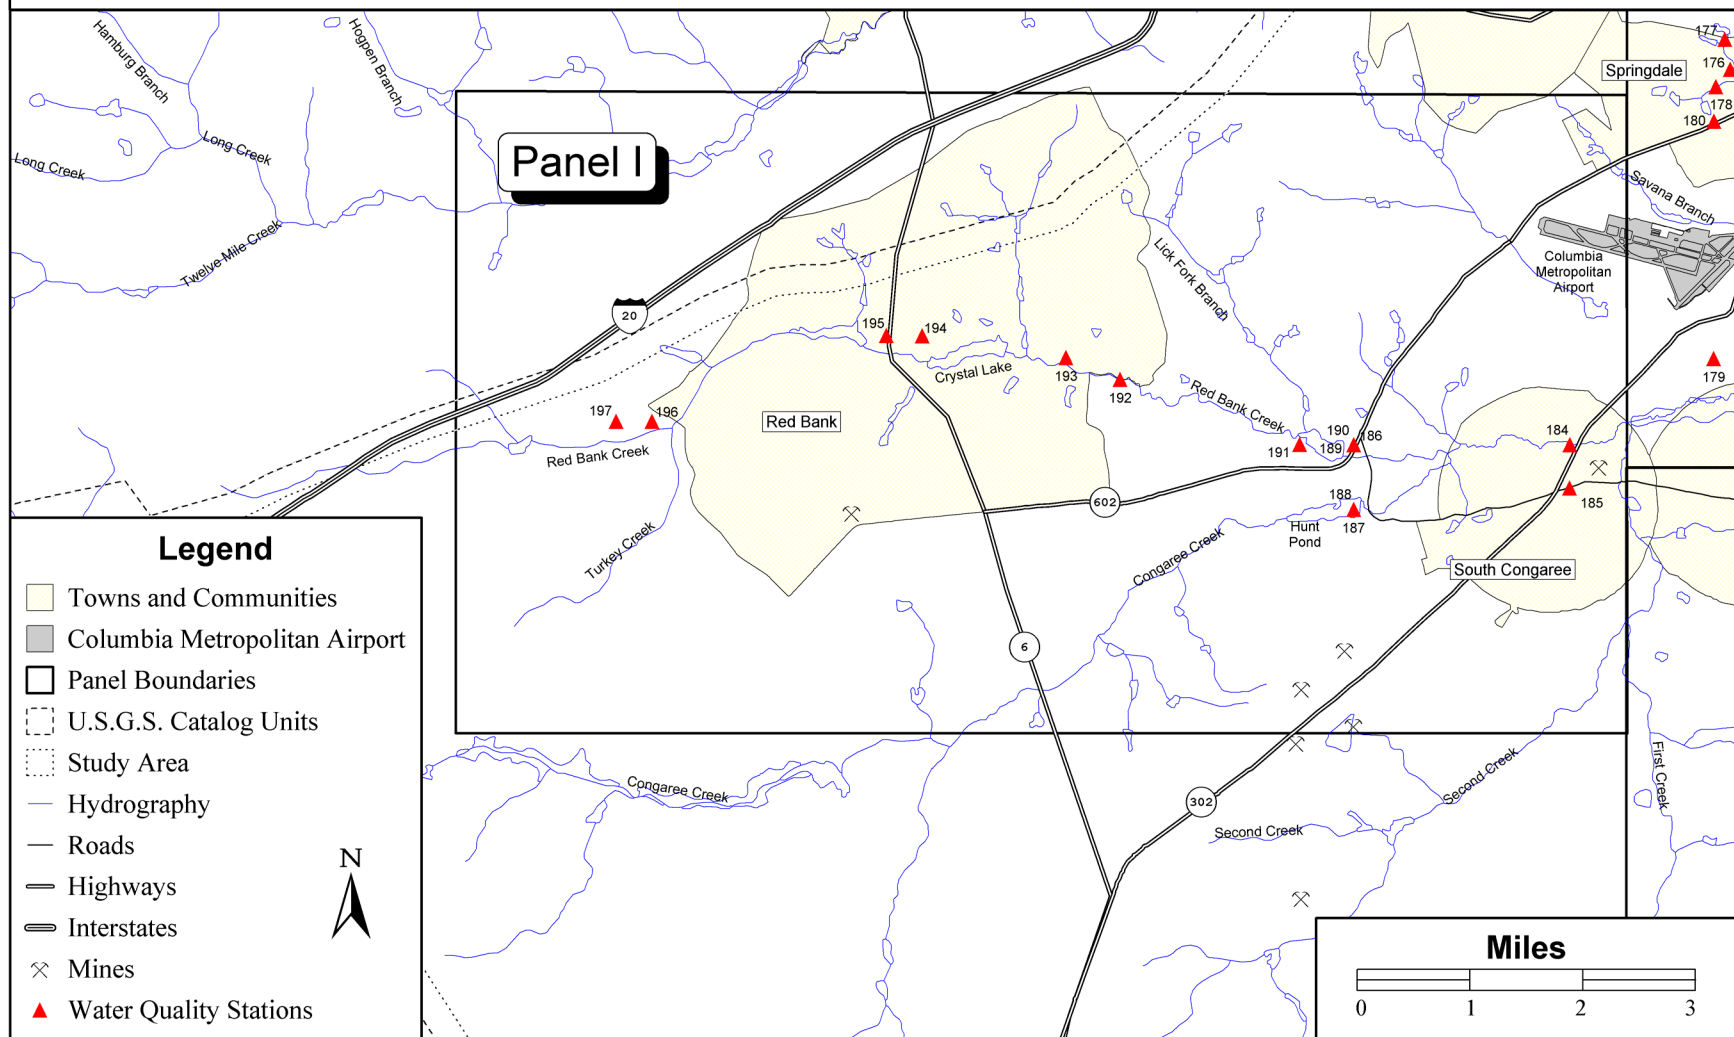 Hamburg Branch
Hogpen Branch
177
176
Springdale
178
180
Long Creek
Long Creek
Panel I
Savana Branch
Twelve Mile Creek
Lick Fork Branch
Columbia
Metropolitan
Airport
20
195
194
Crystal Lake
193
192
179
197
196
Red Bank
Red Bank Creek
190
186
184
191
189
Red Bank Creek
188
602
185
187
Hunt
Pond
Turkey Creek
Congaree Creek
South Congaree
6
Legend
Towns and Communities
Columbia Metropolitan Airport
Panel Boundaries
U.S.G.S. Catalog Units
Study Area
Hydrography
Roads
Highways
Interstates
Mines
Water Quality Stations
N
Congaree Creek
302
Second Creek
Second Creek
First Creek
Miles
0 1 2 3